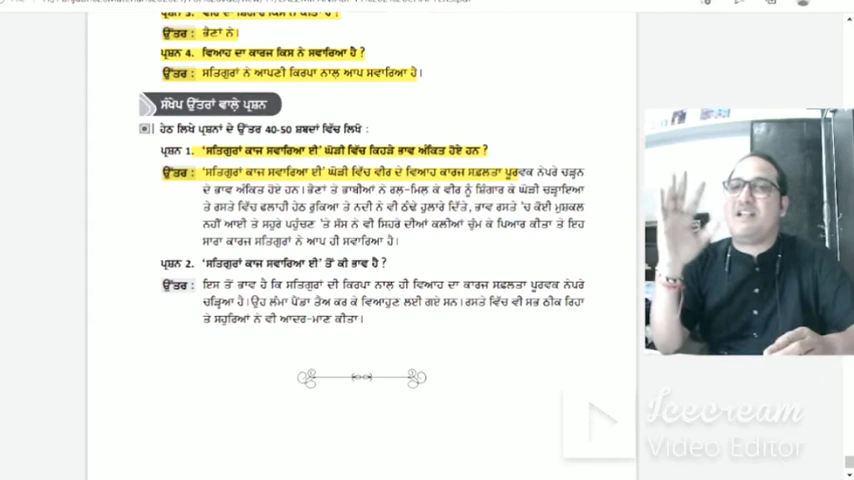 ਉੱਤਰ : ਭੈਣਾਂ ਨੇ।
ਪ੍ਰਸ਼ਨ 4. ਵਿਆਹ ਦਾ ਕਾਰਜ ਕਿਸ ਨੇ ਸਵਾਰਿਆ ਹੈ ?
ਉੱਤਰ : ਸਤਿਗੁਰਾਂ ਨੇ ਆਪਣੀ ਕਿਰਪਾ ਨਾਲ਼ ਆਪ ਸਵਾਰਿਆ ਹੈ।
ਸੰਖੇਪ ਉੱਤਰਾਂ ਵਾਲ਼ੇ ਪ੍ਰਸ਼ਨ
ਹੇਠ ਲਿਖੇ ਪ੍ਰਸ਼ਨਾਂ ਦੇ ਉੱਤਰ 40-50 ਸ਼ਬਦਾਂ ਵਿੱਚ ਲਿਖੋ :
ਪ੍ਰਸ਼ਨ 1. 'ਸਤਿਗੁਰਾਂ ਕਾਜ ਸਵਾਰਿਆ ਈ' ਘੋੜੀ ਵਿੱਚ ਕਿਹੜੇ ਭਾਵ ਅੰਕਿਤ ਹੋਏ ਹਨ ?
ਉੱਤਰ : 'ਸਤਿਗੁਰਾਂ ਕਾਜ ਸਵਾਰਿਆ ਈ' ਘੋੜੀ ਵਿੱਚ ਵੀਰ ਦੇ ਵਿਆਹ ਕਾਰਜ ਸਫ਼ਲਤਾ ਪੂਰਵਕ ਨੇਪਰੇ ਚੜ੍ਹਨ
ਦੇ ਭਾਵ ਅੰਕਿਤ ਹੋਏ ਹਨ। ਭੈਣਾਂ ਤੇ ਭਾਬੀਆਂ ਨੇ ਰਲ਼-ਮਿਲ਼ ਕੇ ਵੀਰ ਨੂੰ ਸ਼ਿੰਗਾਰ ਕੇ ਘੋੜੀ ਚੜ੍ਹਾਇਆ
ਤੇ ਰਸਤੇ ਵਿੱਚ ਫਲਾਹੀ ਹੇਠ ਰੁਕਿਆ ਤੇ ਨਦੀ ਨੇ ਵੀ ਠੰਢੇ ਹੁਲਾਰੇ ਦਿੱਤੇ, ਭਾਵ ਰਸਤੇ 'ਚ ਕੋਈ ਮੁਸ਼ਕਲ
ਨਹੀਂ ਆਈ ਤੇ ਸਹੁਰੇ ਪਹੁੰਚਣ 'ਤੇ ਸੱਸ ਨੇ ਵੀ ਸਿਹਰੇ ਦੀਆਂ ਕਲੀਆਂ ਚੁੰਮ ਕੇ ਪਿਆਰ ਕੀਤਾ ਤੇ ਇਹ
ਸਾਰਾ ਕਾਰਜ ਸਤਿਗੁਰਾਂ ਨੇ ਆਪ ਹੀ ਸਵਾਰਿਆ ਹੈ।
ਪ੍ਰਸ਼ਨ 2. 'ਸਤਿਗੁਰਾਂ ਕਾਜ ਸਵਾਰਿਆ ਈ' ਤੋਂ ਕੀ ਭਾਵ ਹੈ ?
ਉੱਤਰ : ਇਸ ਤੋਂ ਭਾਵ ਹੈ ਕਿ ਸਤਿਗੁਰਾਂ ਦੀ ਕਿਰਪਾ ਨਾਲ਼ ਹੀ ਵਿਆਹ ਦਾ ਕਾਰਜ ਸਫ਼ਲਤਾ ਪੂਰਵਕ ਨੇਪਰੇ
ਚੜ੍ਹਿਆ ਹੈ। ਉਹ ਲੰਮਾ ਪੈਂਡਾ ਤੈਅ ਕਰ ਕੇ ਵਿਆਹੁਣ ਲਈ ਗਏ ਸਨ। ਰਸਤੇ ਵਿੱਚ ਵੀ ਸਭ ਠੀਕ ਰਿਹਾ
ਤੇ ਸਹੁਰਿਆਂ ਨੇ ਵੀ ਆਦਰ-ਮਾਣ ਕੀਤਾ।
Icecream
Video Editor